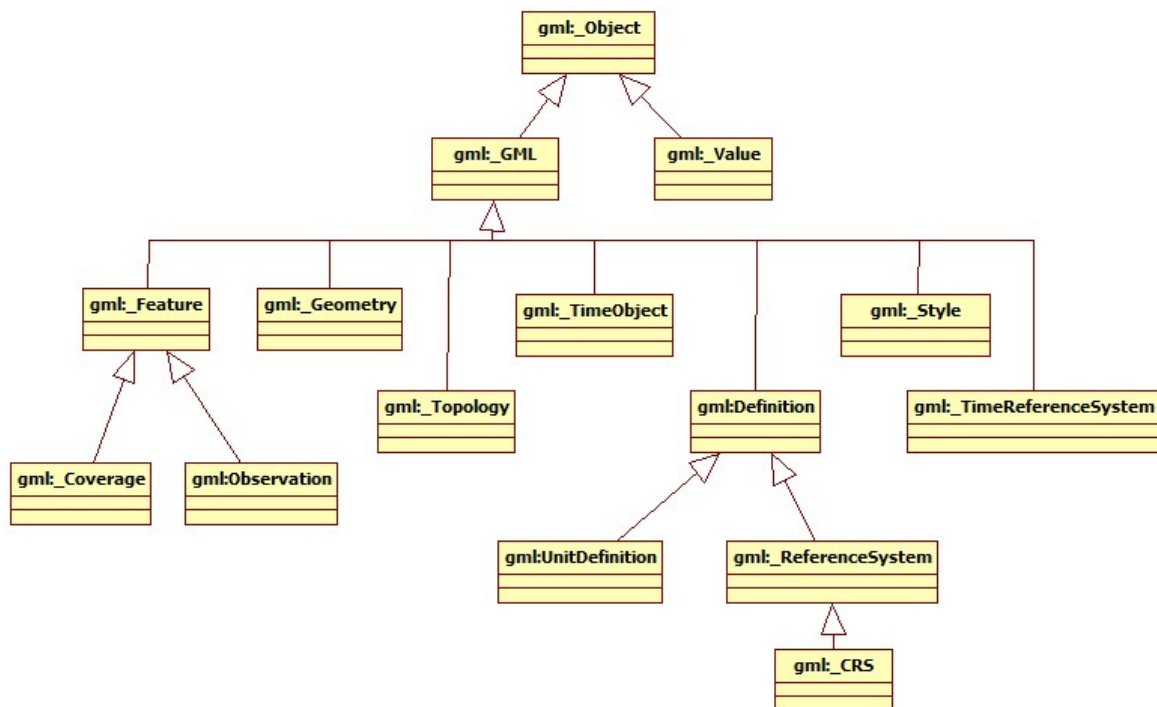 gml:_Object
gml:_GML
gml:_Value
gml:_Feature
gml:_Geometry
gml:_TimeObject
gml:_Style
gml:_Topology
gml:Definition
gml:_TimeReferenceSystem
gml:_Coverage
gml:Observation
gml:UnitDefinition
gml:_ReferenceSystem
gml:_CRS